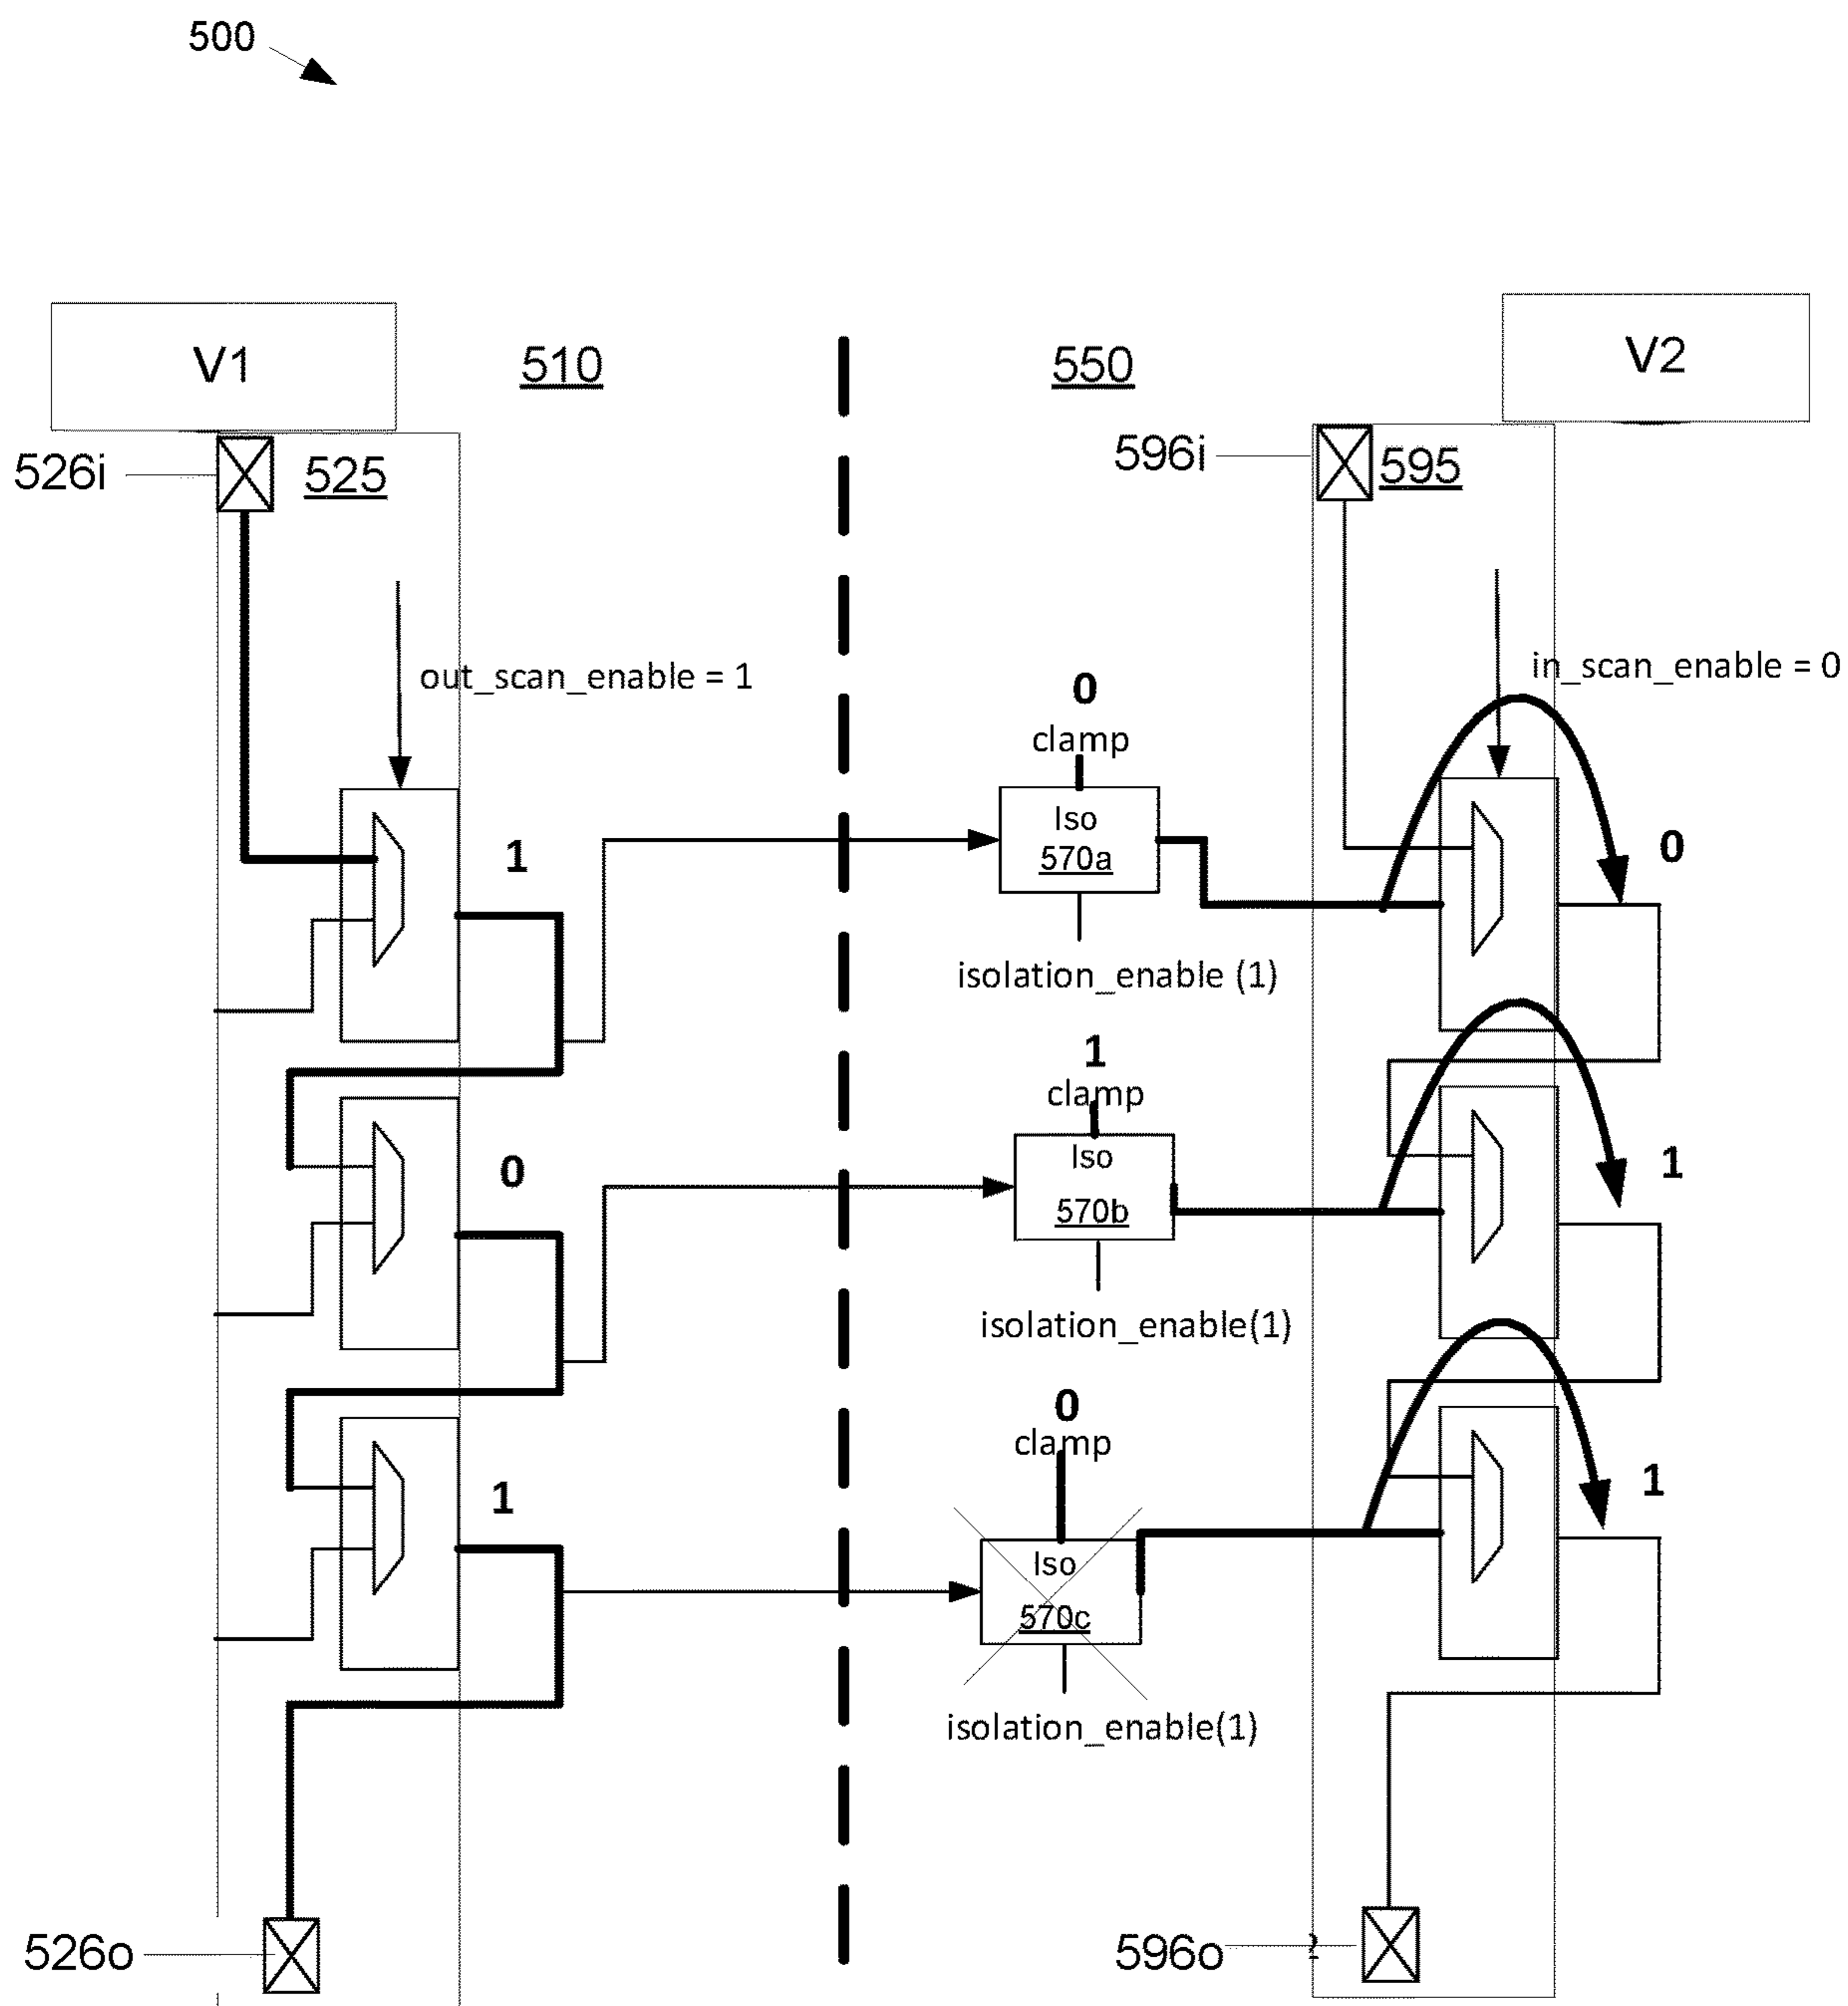 500
V1
510
550
V2
526i
525
596i
595
out_scan_enable = 1
in_scan_enable = 0
0
clamp
Iso
570a
1
0
isolation_enable (1)
1
clamp
Iso
570b
0
1
isolation_enable(1)
0
clamp
Iso
570c
1
1
isolation_enable(1)
526o
596o